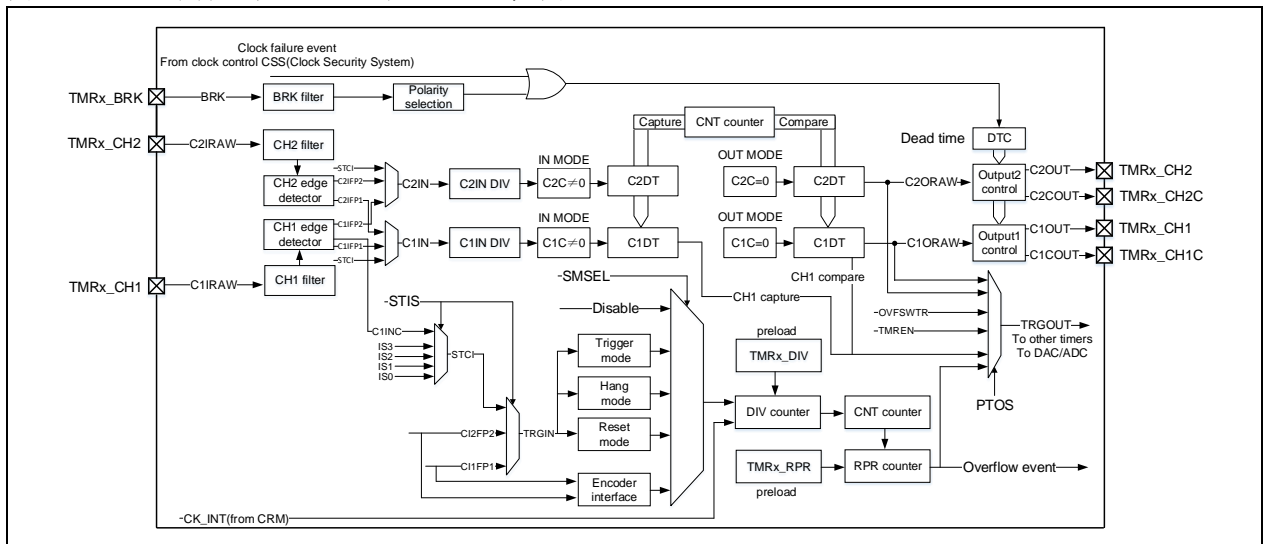 Clock failure event
From clock control CSS(Clock Security System)
TMRx_BRK
BRK
BRK filter
Polarity
selection
TMRx_CH2
C2IRAW
CH2 filter
CH2 edge
detector
STCI
C2IFP2
C2IFP1
C2IN
C2IN DIV
IN MODE
C2C≠0
C2DT
Capture
CNT counter
Compare
OUT MODE
C2C=0
C2DT
C2ORAW
Dead time
DTC
Output2
control
C2OUT
TMRx_CH2
C2COUT
TMRx_CH2C
CH1 edge
detector
C1IFP2
C1IFP1
STCI
C1IN
C1IN DIV
IN MODE
C1C≠0
C1DT
OUT MODE
C1C=0
C1DT
C1ORAW
Output1
control
C1OUT
TMRx_CH1
C1COUT
TMRx_CH1C
TMRx_CH1
C1IRAW
CH1 filter
SMSEL
Disable
CH1 capture
CH1 compare
OVFSWTR
TMREN
TRGOUT
To other timers
To DAC/ADC
PTOS
STIS
C1INC
IS3
IS2
IS1
IS0
STCI
Trigger
mode
Hang
mode
Reset
mode
Encoder
interface
CI2FP2
CI1FP1
TRGIN
preload
TMRx_DIV
DIV counter
CNT counter
TMRx_RPR
preload
RPR counter
Overflow event
CK_INT(from CRM)